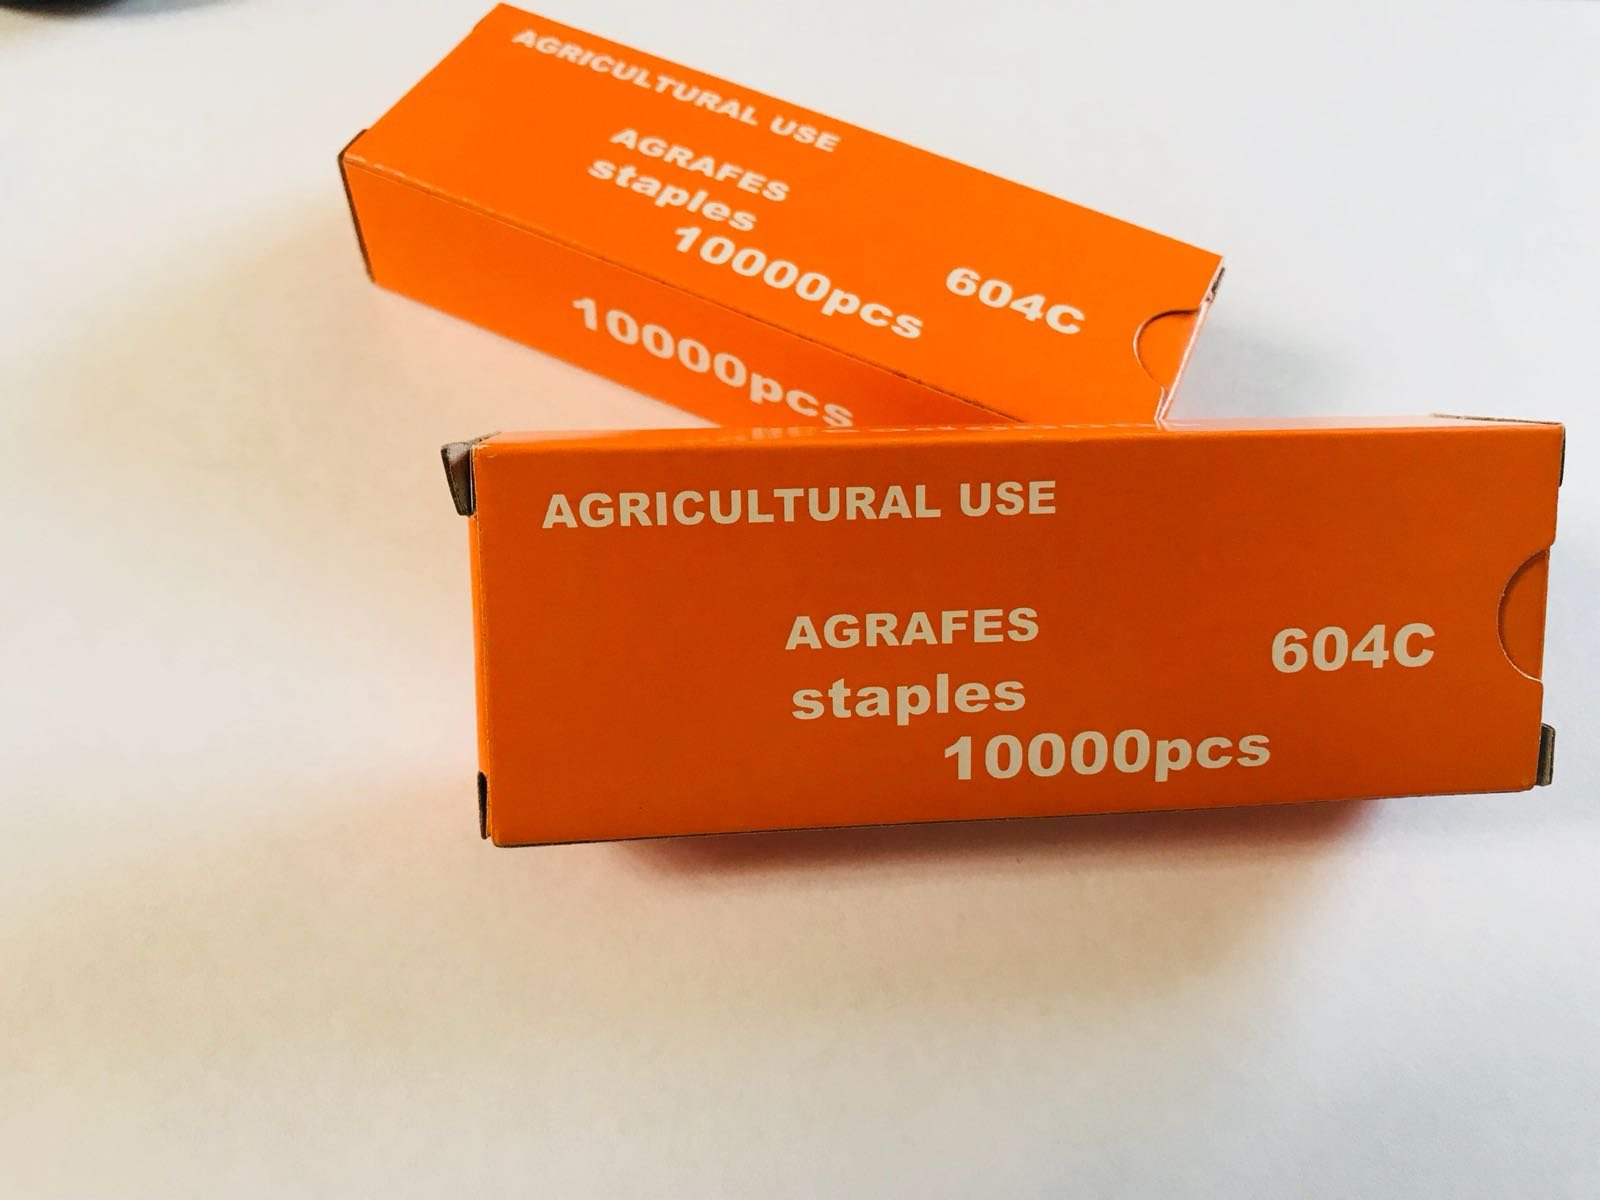 AGRICULTURAL USE
AGRAFES
staples
10000pcs
604C
10000pcs
AGRICULTURAL USE
AGRAFES
staples
10000pcs
604C